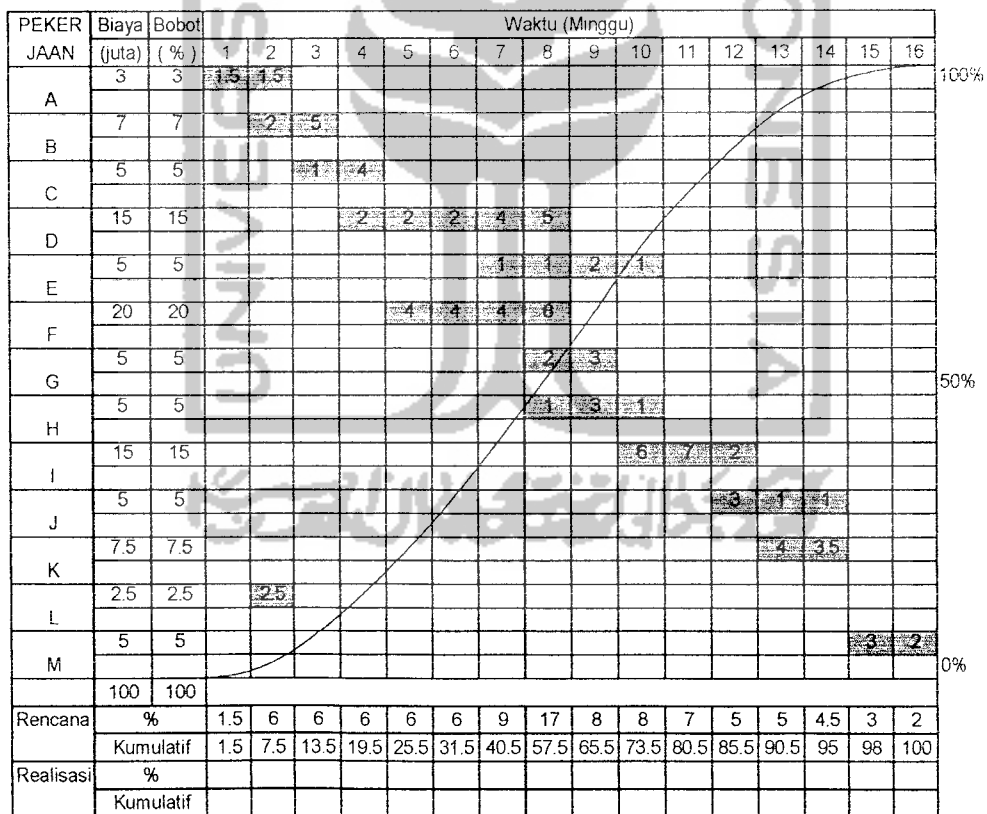 PEKER JAAN Biaya (juta) Bobot ( % ) Waktu (Minggu)
1 2 3 4 5 6 7 8 9 10 11 12 13 14 15 16
A 3 3 1.5 1.5
B 7 7 2 5
C 5 5 1 4
D 15 15 2 2 2 4 5
E 5 5 1 1 2 1
F 20 20 4 4 4 8
G 5 5 2 3
H 5 5 1 3 1
I 15 15 6 7 2
J 5 5 3 1 1
K 7.5 7.5 4 3.5
L 2.5 2.5 2.5
M 5 5 3 2
100 100
100%
50%
0%
Rencana % 1.5 6 6 6 6 6 9 17 8 8 7 5 5 4.5 3 2
Kumulatif 1.5 7.5 13.5 19.5 25.5 31.5 40.5 57.5 65.5 73.5 80.5 85.5 90.5 95 98 100
Realisasi %
Kumulatif